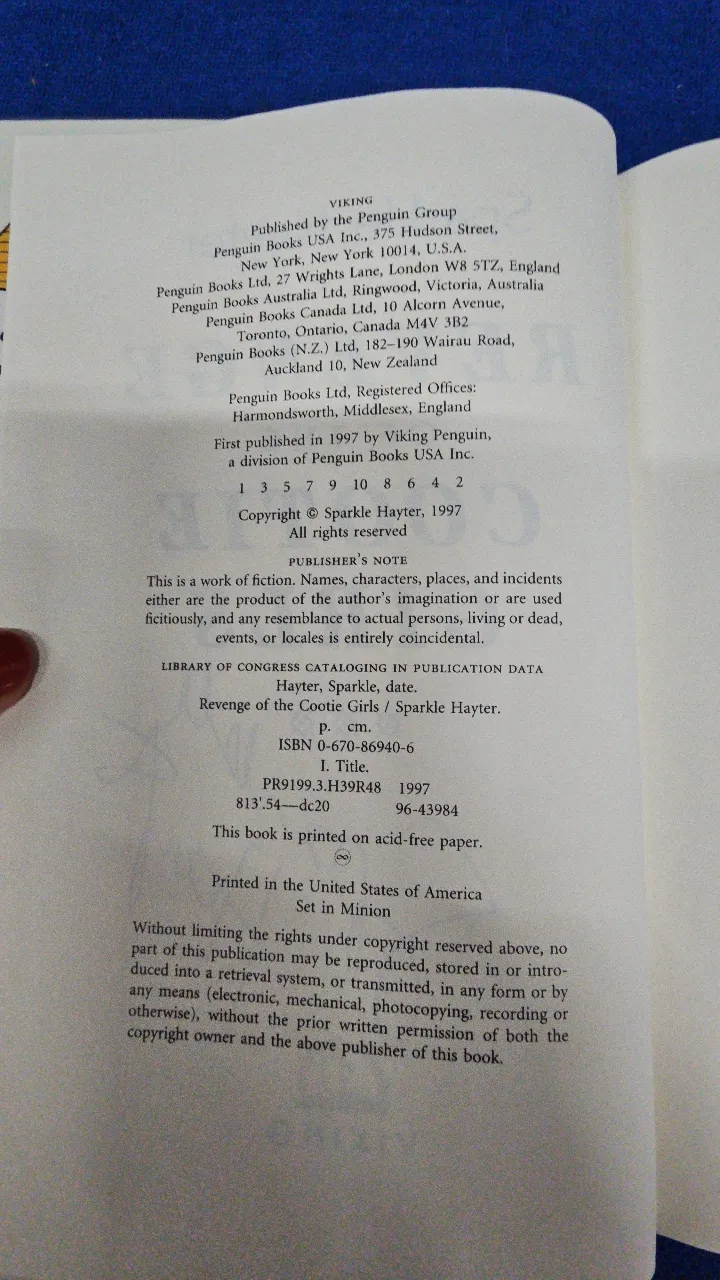 VIKING
Published by the Penguin Group
Penguin Books USA Inc., 375 Hudson Street,
New York, New York 10014, U.S.A.
Penguin Books Ltd, 27 Wrights Lane, London W8 5TZ, England
Penguin Books Australia Ltd, Ringwood, Victoria, Australia
Penguin Books Canada Ltd, 10 Alcorn Avenue,
Toronto, Ontario, Canada M4V 3B2
Penguin Books (N.Z.) Ltd, 182–190 Wairau Road,
Auckland 10, New Zealand
Penguin Books Ltd, Registered Offices:
Harmondsworth, Middlesex, England
First published in 1997 by Viking Penguin,
a division of Penguin Books USA Inc.
1 3 5 7 9 10 8 6 4 2
Copyright © Sparkle Hayter, 1997
All rights reserved
PUBLISHER'S NOTE
This is a work of fiction. Names, characters, places, and incidents
either are the product of the author's imagination or are used
ficitiously, and any resemblance to actual persons, living or dead,
events, or locales is entirely coincidental.
LIBRARY OF CONGRESS CATALOGING IN PUBLICATION DATA
Hayter, Sparkle, date.
Revenge of the Cootie Girls / Sparkle Hayter.
p. cm.
ISBN 0-670-86940-6
I. Title.
PR9199.3.H39R48 1997
813'.54—dc20 96-43984
This book is printed on acid-free paper.
∞
Printed in the United States of America
Set in Minion
Without limiting the rights under copyright reserved above, no
part of this publication may be reproduced, stored in or intro-
duced into a retrieval system, or transmitted, in any form or by
any means (electronic, mechanical, photocopying, recording or
otherwise), without the prior written permission of both the
copyright owner and the above publisher of this book.